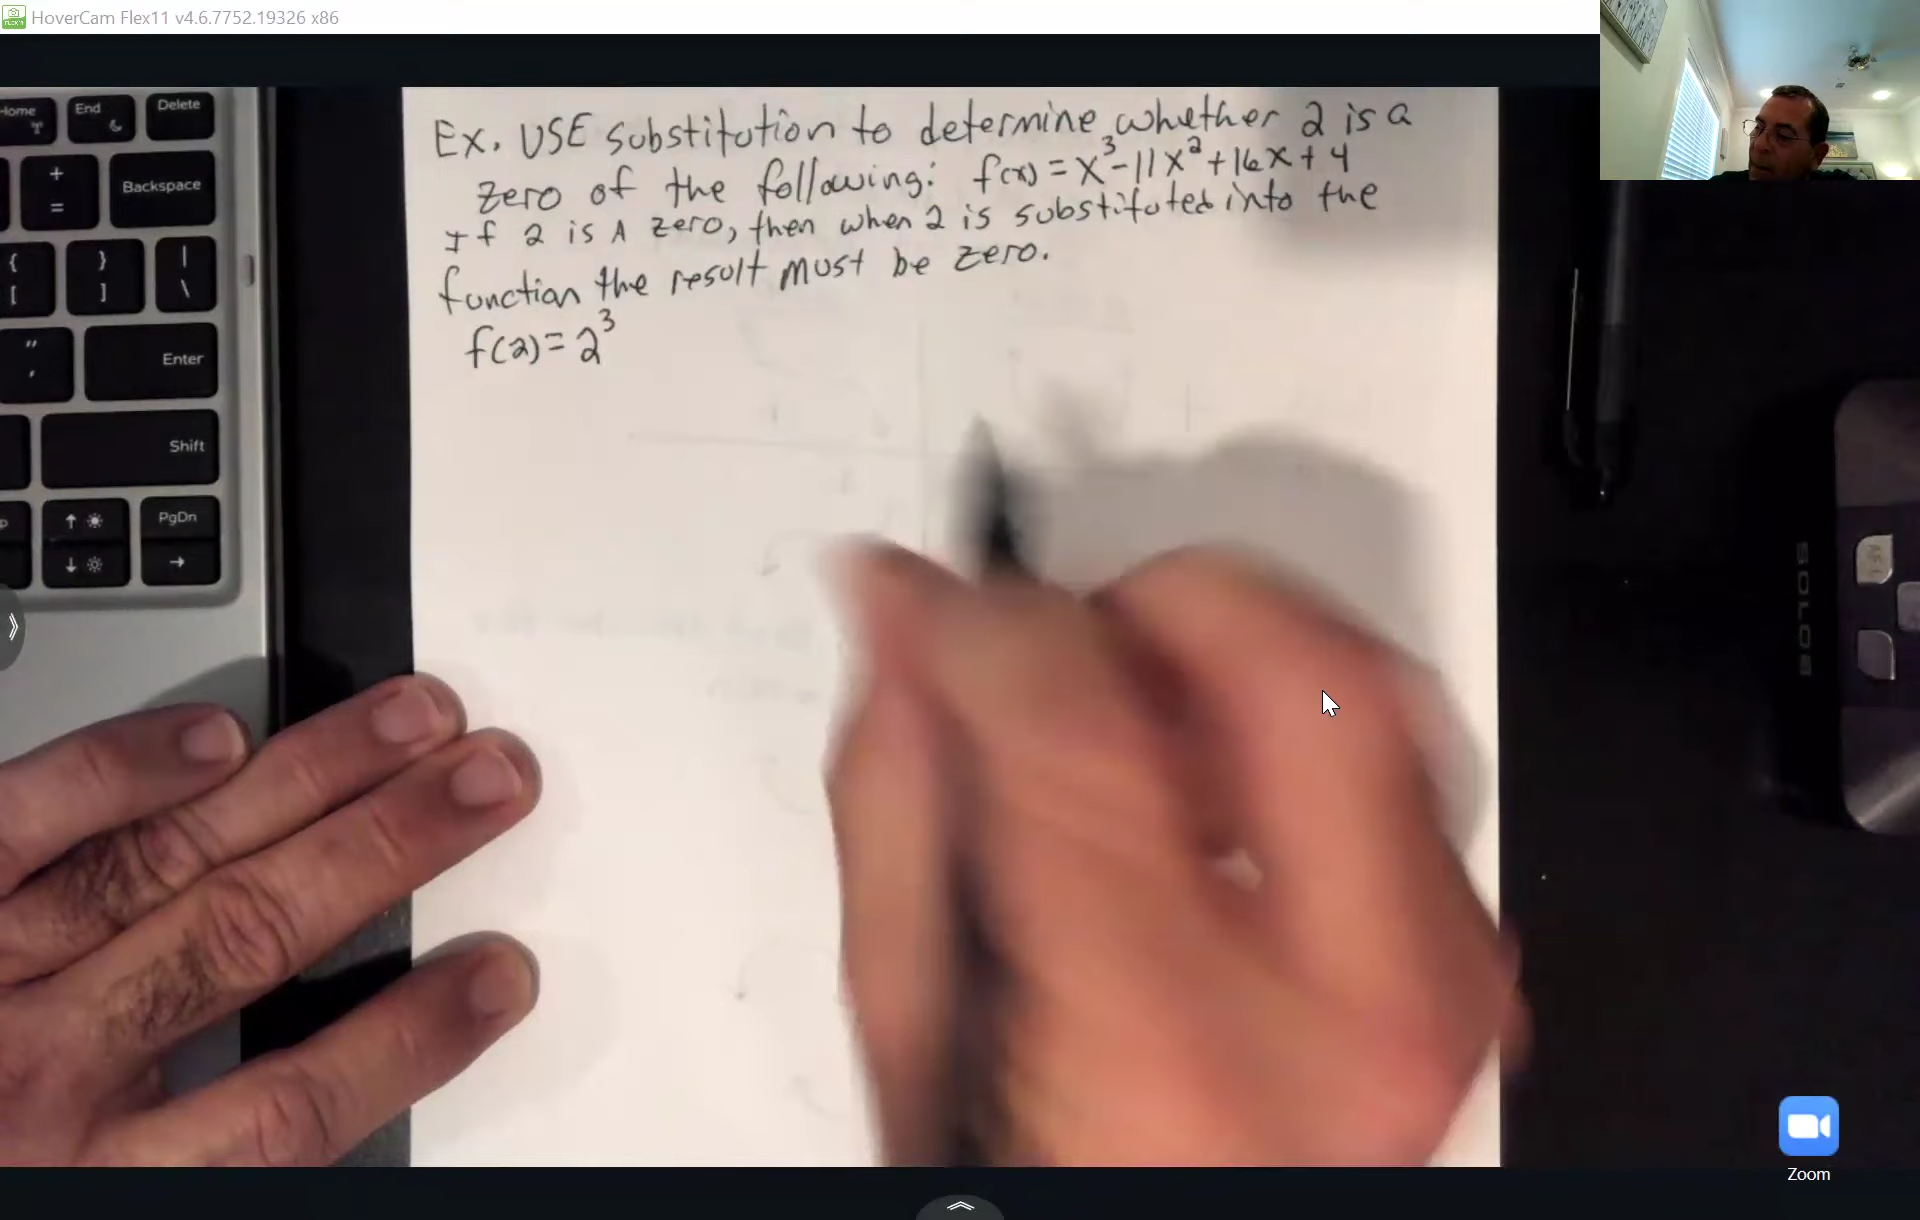 HoverCam Flex11 v4.6.7752.19326 x86
Home End Delete
+ = Backspace
{ [ } ] | \
" ' Enter
Shift
PgDn
Ex. USE substitution to determine whether 2 is a
zero of the following: f(x) = x³-11x²+16x+4
If 2 is A zero, then when 2 is substituted into the
function the result must be zero.
f(2) = 2³
SOLO8
Zoom